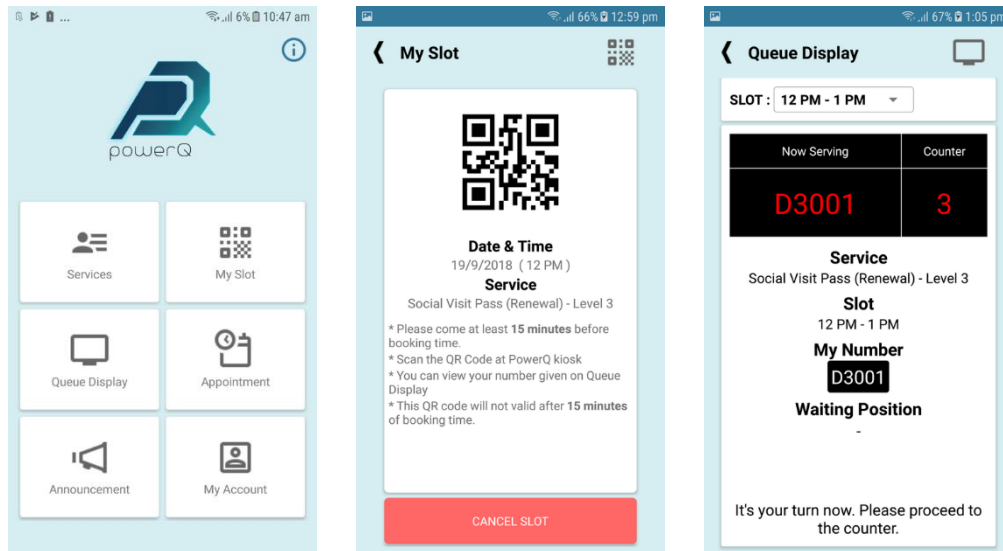 ... 6% 10:47 am
powerQ
Services
My Slot
Queue Display
Appointment
Announcement
My Account
66% 12:59 pm
My Slot
Date & Time
19/9/2018 ( 12 PM )
Service
Social Visit Pass (Renewal) - Level 3
* Please come at least 15 minutes before
booking time.
* Scan the QR Code at PowerQ kiosk
* You can view your number given on Queue
Display
* This QR code will not valid after 15 minutes
of booking time.
CANCEL SLOT
67% 1:05 pm
Queue Display
SLOT : 12 PM - 1 PM
Now Serving Counter
D3001 3
Service
Social Visit Pass (Renewal) - Level 3
Slot
12 PM - 1 PM
My Number
D3001
Waiting Position
-
It's your turn now. Please proceed to
the counter.